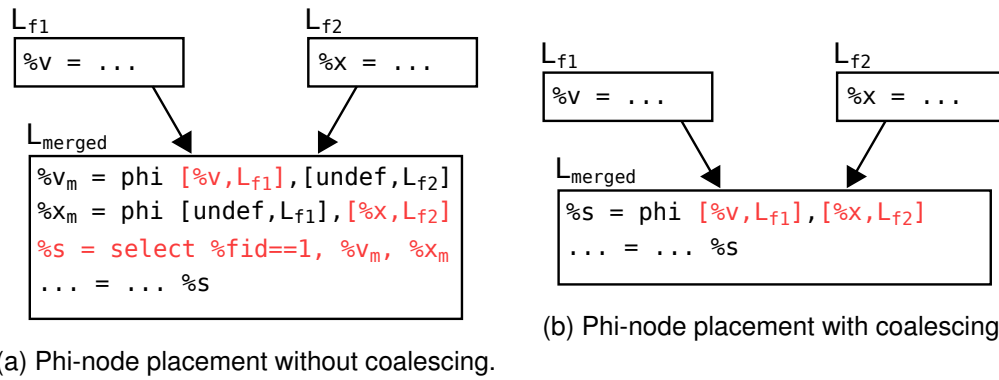 L_f1
%v = ...
L_f2
%x = ...
L_merged
%v_m = phi [%v,L_f1],[undef,L_f2]
%x_m = phi [undef,L_f1],[%x,L_f2]
%s = select %fid==1, %v_m, %x_m
... = ... %s
(a) Phi-node placement without coalescing.
L_f1
%v = ...
L_f2
%x = ...
L_merged
%s = phi [%v,L_f1],[%x,L_f2]
... = ... %s
(b) Phi-node placement with coalescing